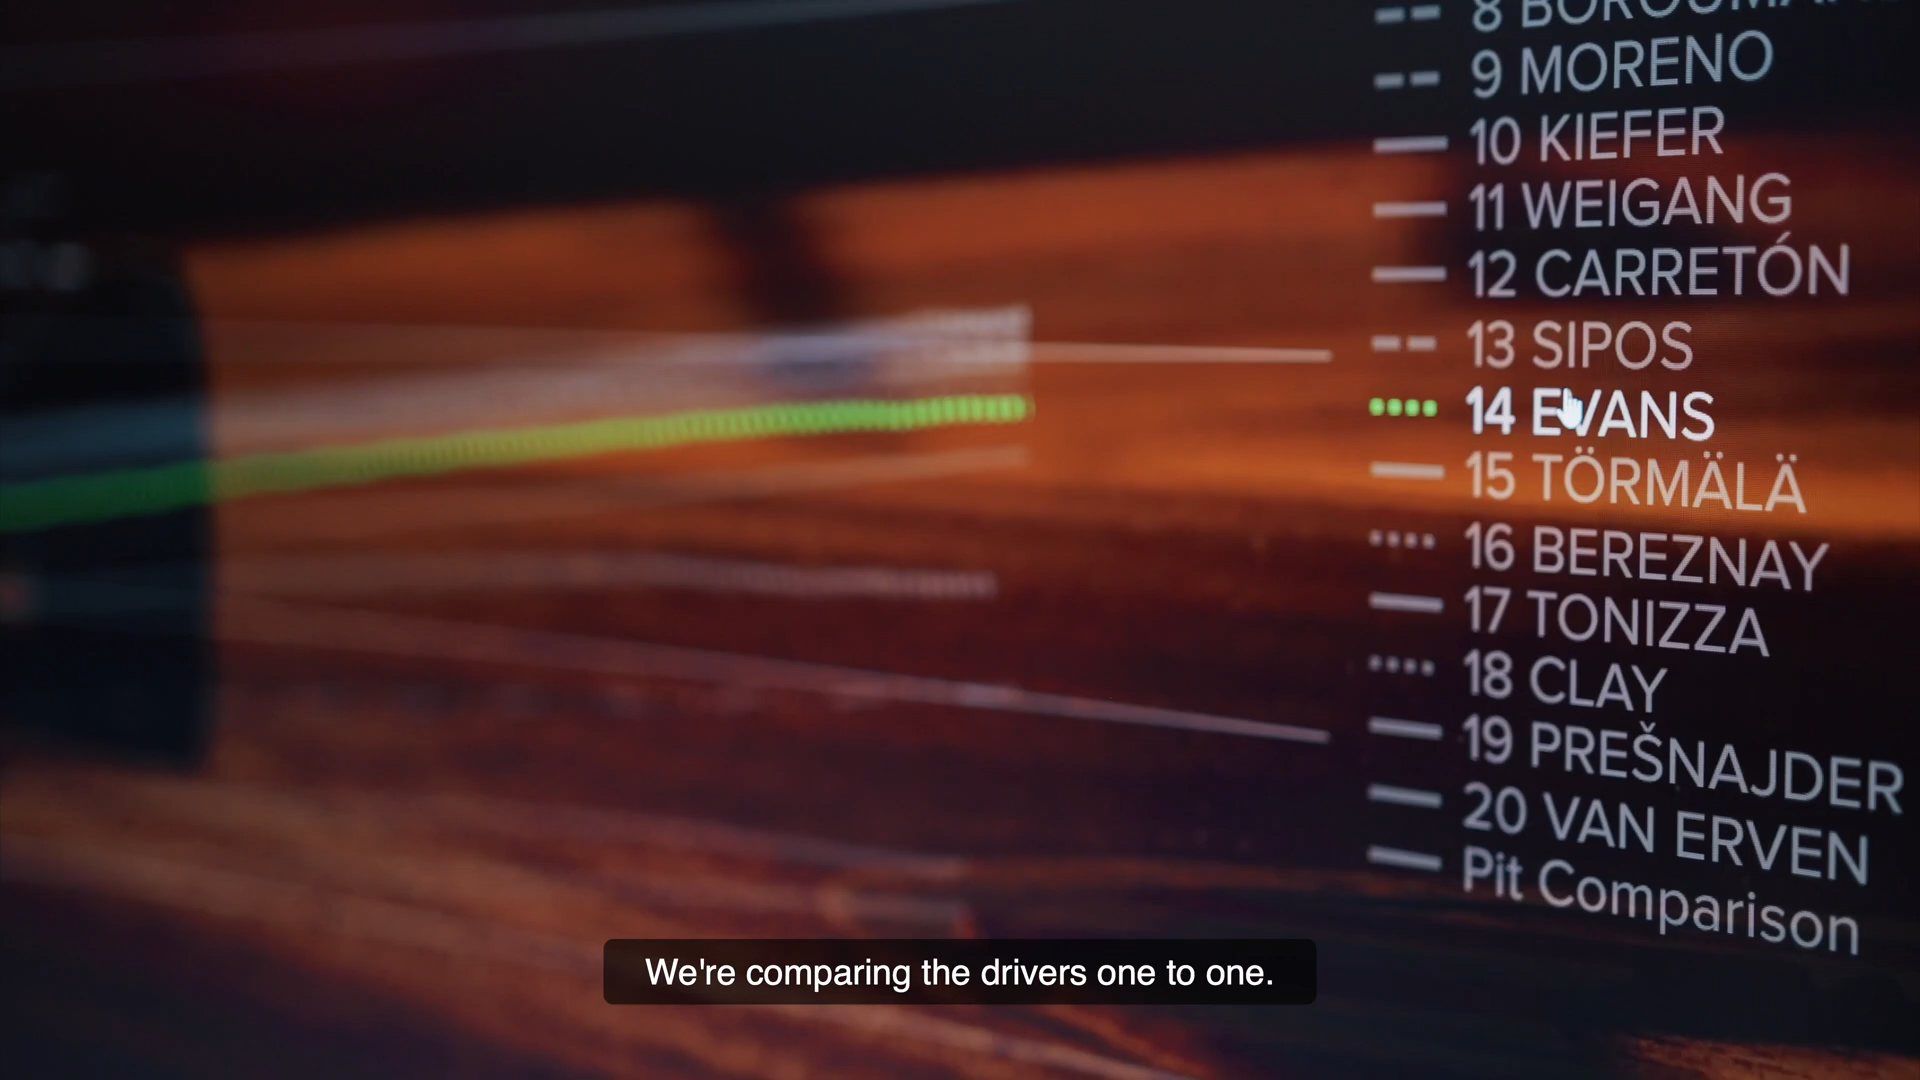 9 MORENO
10 KIEFER
11 WEIGANG
12 CARRETÓN
13 SIPOS
14 EVANS
15 TÖRMÄLÄ
16 BEREZNAY
17 TONIZZA
18 CLAY
19 PREŠNAJDER
20 VAN ERVEN
Pit Comparison
We're comparing the drivers one to one.